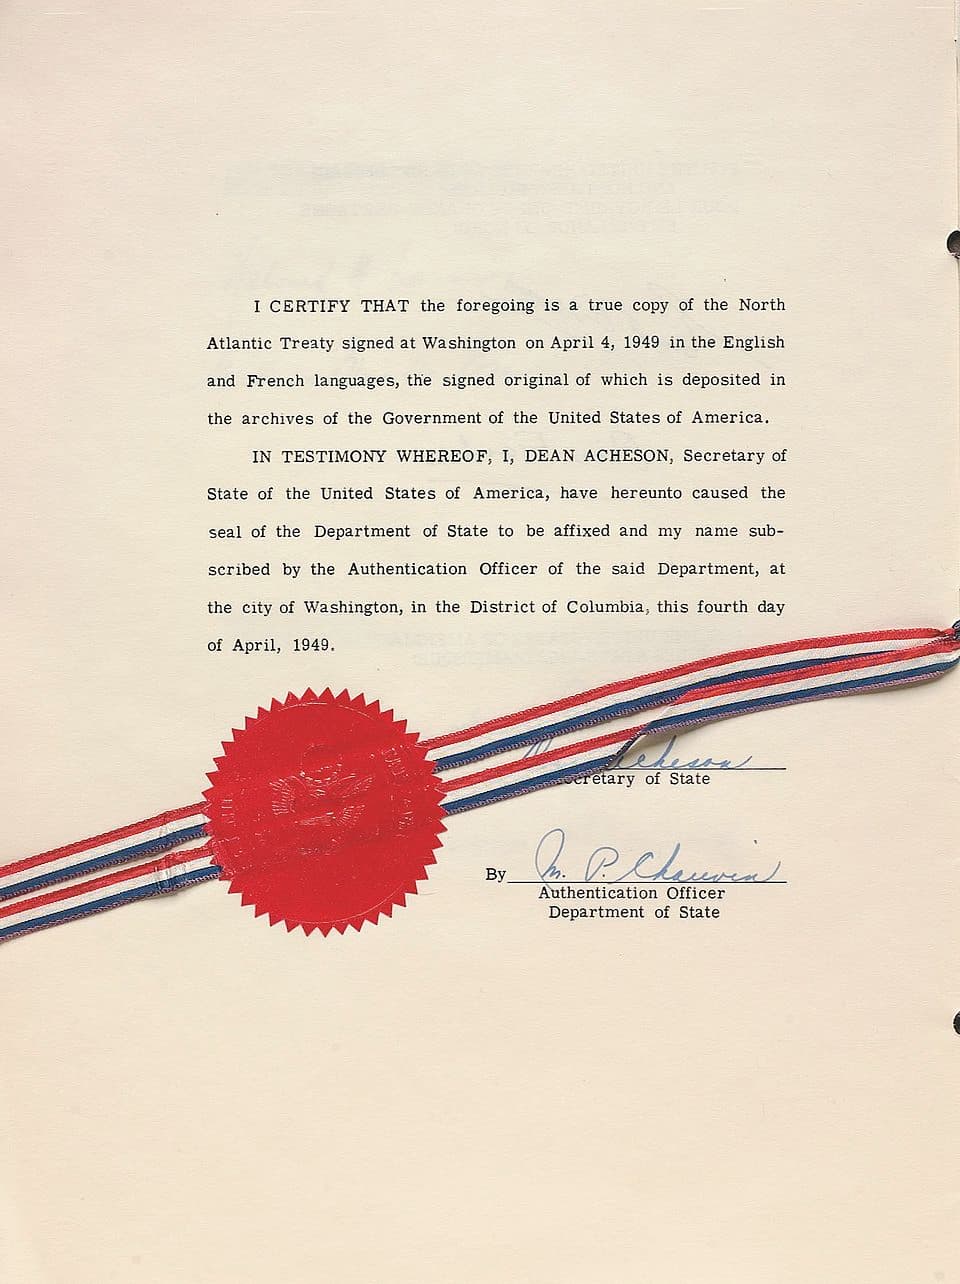 I CERTIFY THAT the foregoing is a true copy of the North
Atlantic Treaty signed at Washington on April 4, 1949 in the English
and French languages, the signed original of which is deposited in
the archives of the Government of the United States of America.
IN TESTIMONY WHEREOF, I, DEAN ACHESON, Secretary of
State of the United States of America, have hereunto caused the
seal of the Department of State to be affixed and my name sub-
scribed by the Authentication Officer of the said Department, at
the city of Washington, in the District of Columbia, this fourth day
of April, 1949.
Acheson
Secretary of State
By M. P. Chauvin
Authentication Officer
Department of State